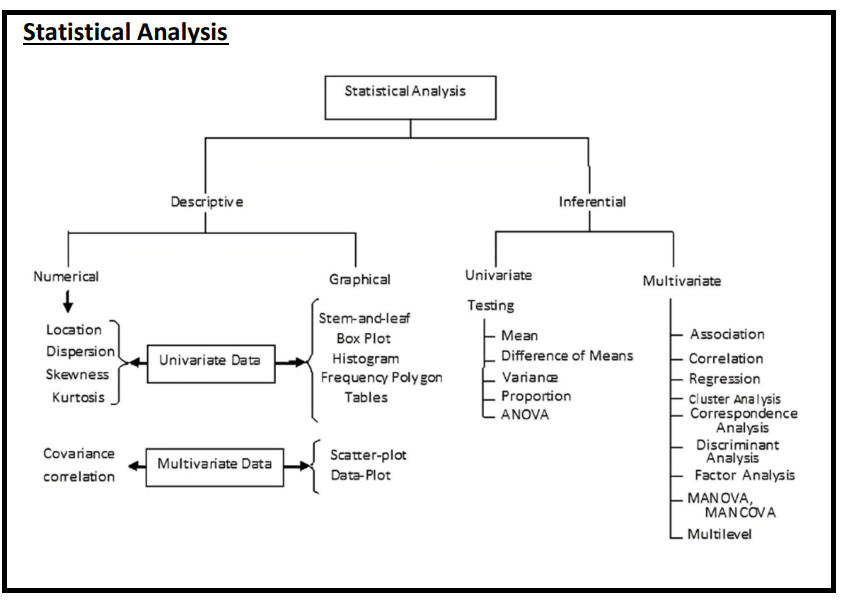 Statistical Analysis
Statistical Analysis
Descriptive
Inferential
Numerical
Graphical
Location
Dispersion
Skewness
Kurtosis
Univariate Data
Stem-and-leaf
Box Plot
Histogram
Frequency Polygon
Tables
Covariance
correlation
Multivariate Data
Scatter-plot
Data-Plot
Univariate
Testing
Mean
Difference of Means
Variance
Proportion
ANOVA
Multivariate
Association
Correlation
Regression
Cluster Analysis
Correspondence
Analysis
Discriminant
Analysis
Factor Analysis
MANOVA,
MANCOVA
Multilevel